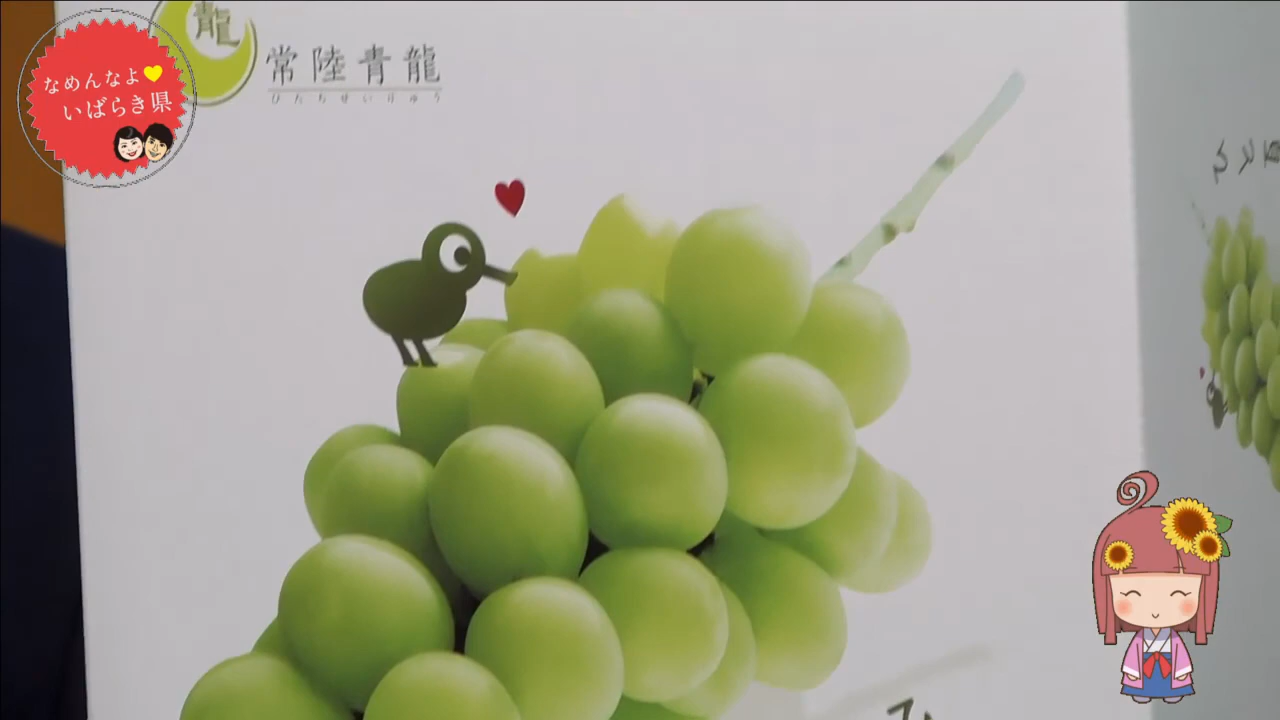 なめんなよ
いばらき県
龍
常陸青龍
ひたちせいりゅう